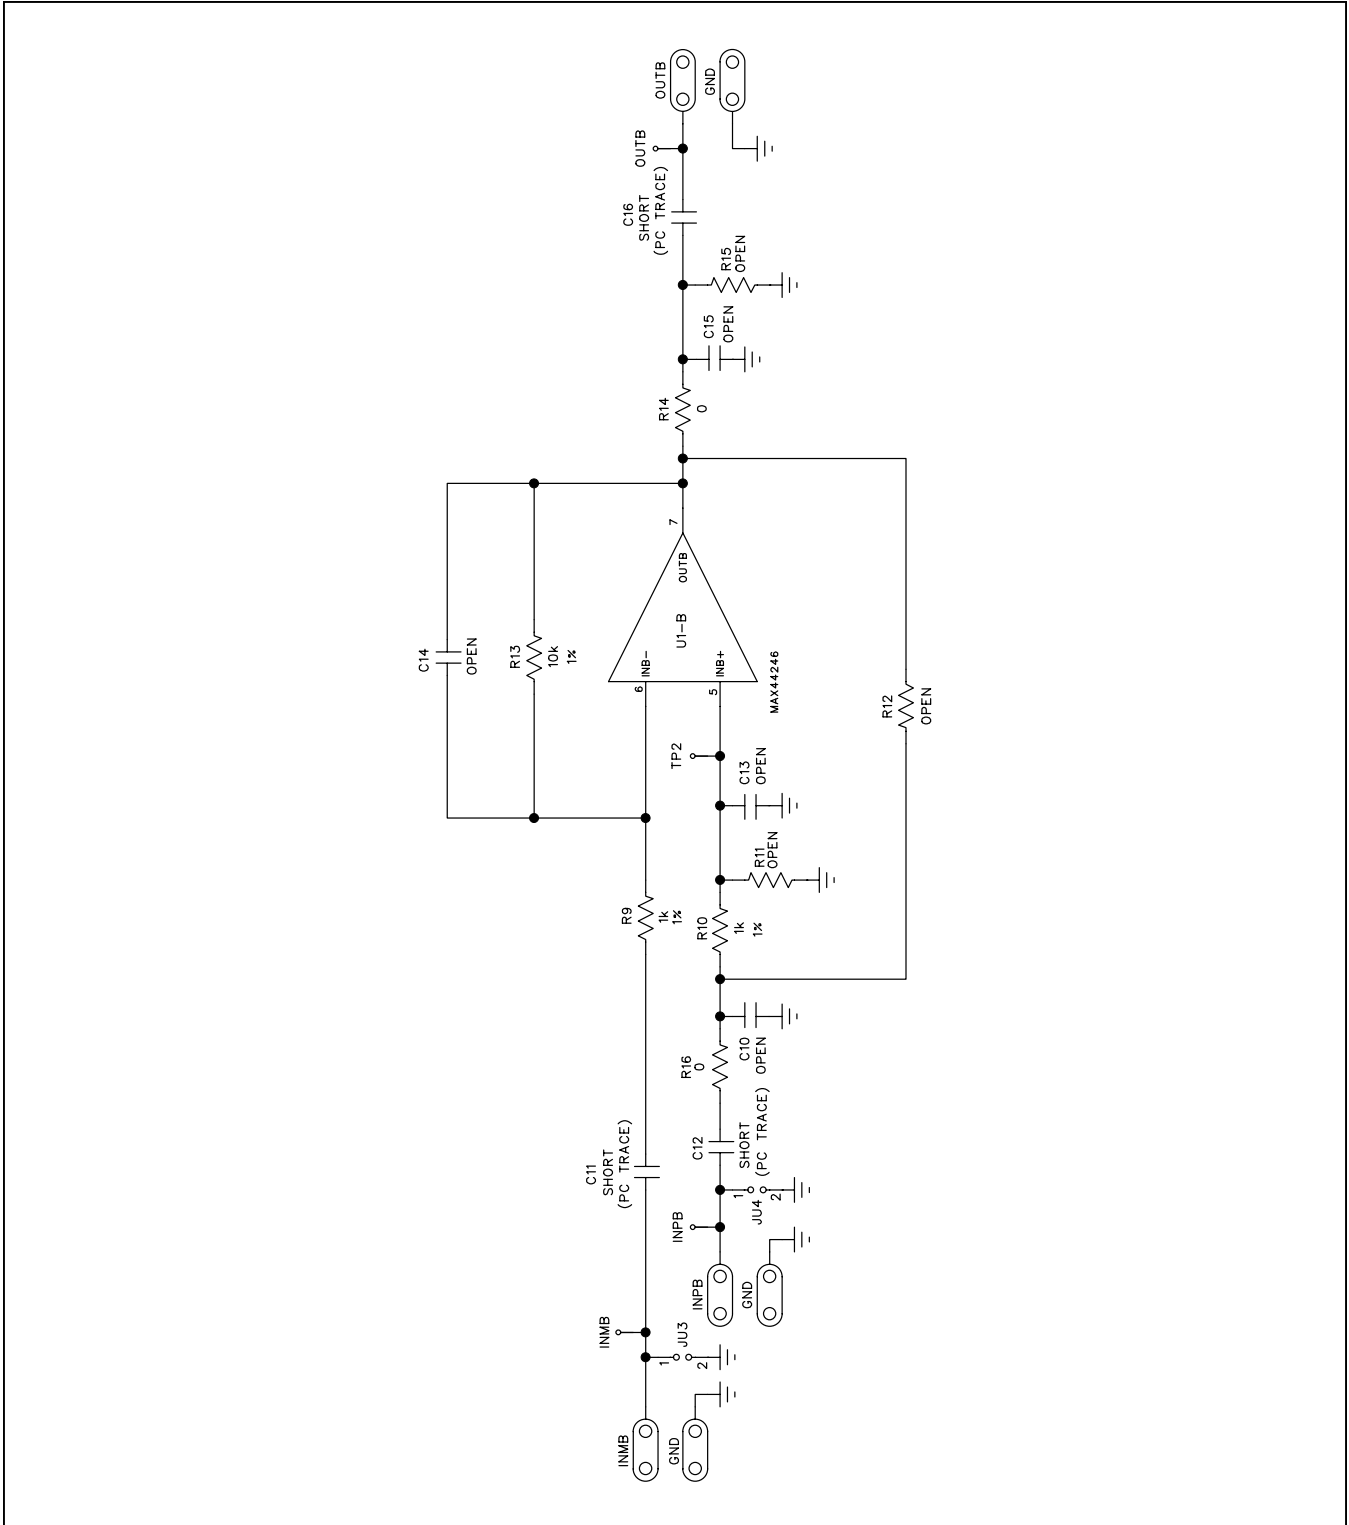 OUTB
GND
OUTB
C16
SHORT
(PC TRACE)
R15
OPEN
C15
OPEN
R14
0
7
OUTB
U1-B
INB-
INB+
6
5
MAX44246
C14
OPEN
R13
10k
1%
R12
OPEN
TP2
C13
OPEN
R11
OPEN
R9
1k
1%
R10
1k
1%
C10
OPEN
R16
0
C11
SHORT
(PC TRACE)
C12
SHORT
(PC TRACE)
1
2
JU4
INPB
INPB
GND
INMB
JU3
1
2
INMB
GND